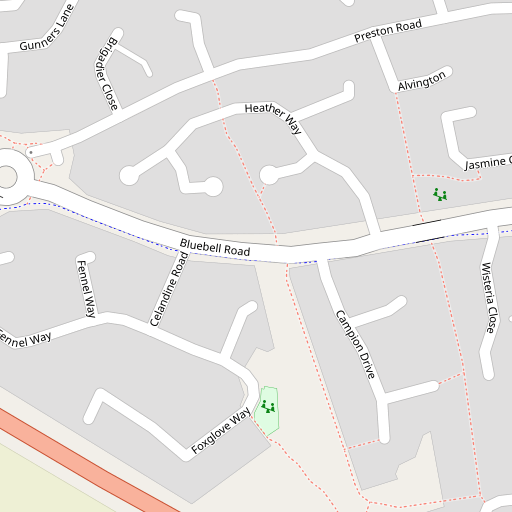 Gunners Lane
Preston Road
Brigadier Close
Alvington
Heather Way
Jasmine C
Bluebell Road
Fennel Way
Celandine Road
Wisteria Close
Fennel Way
Campion Drive
Foxglove Way